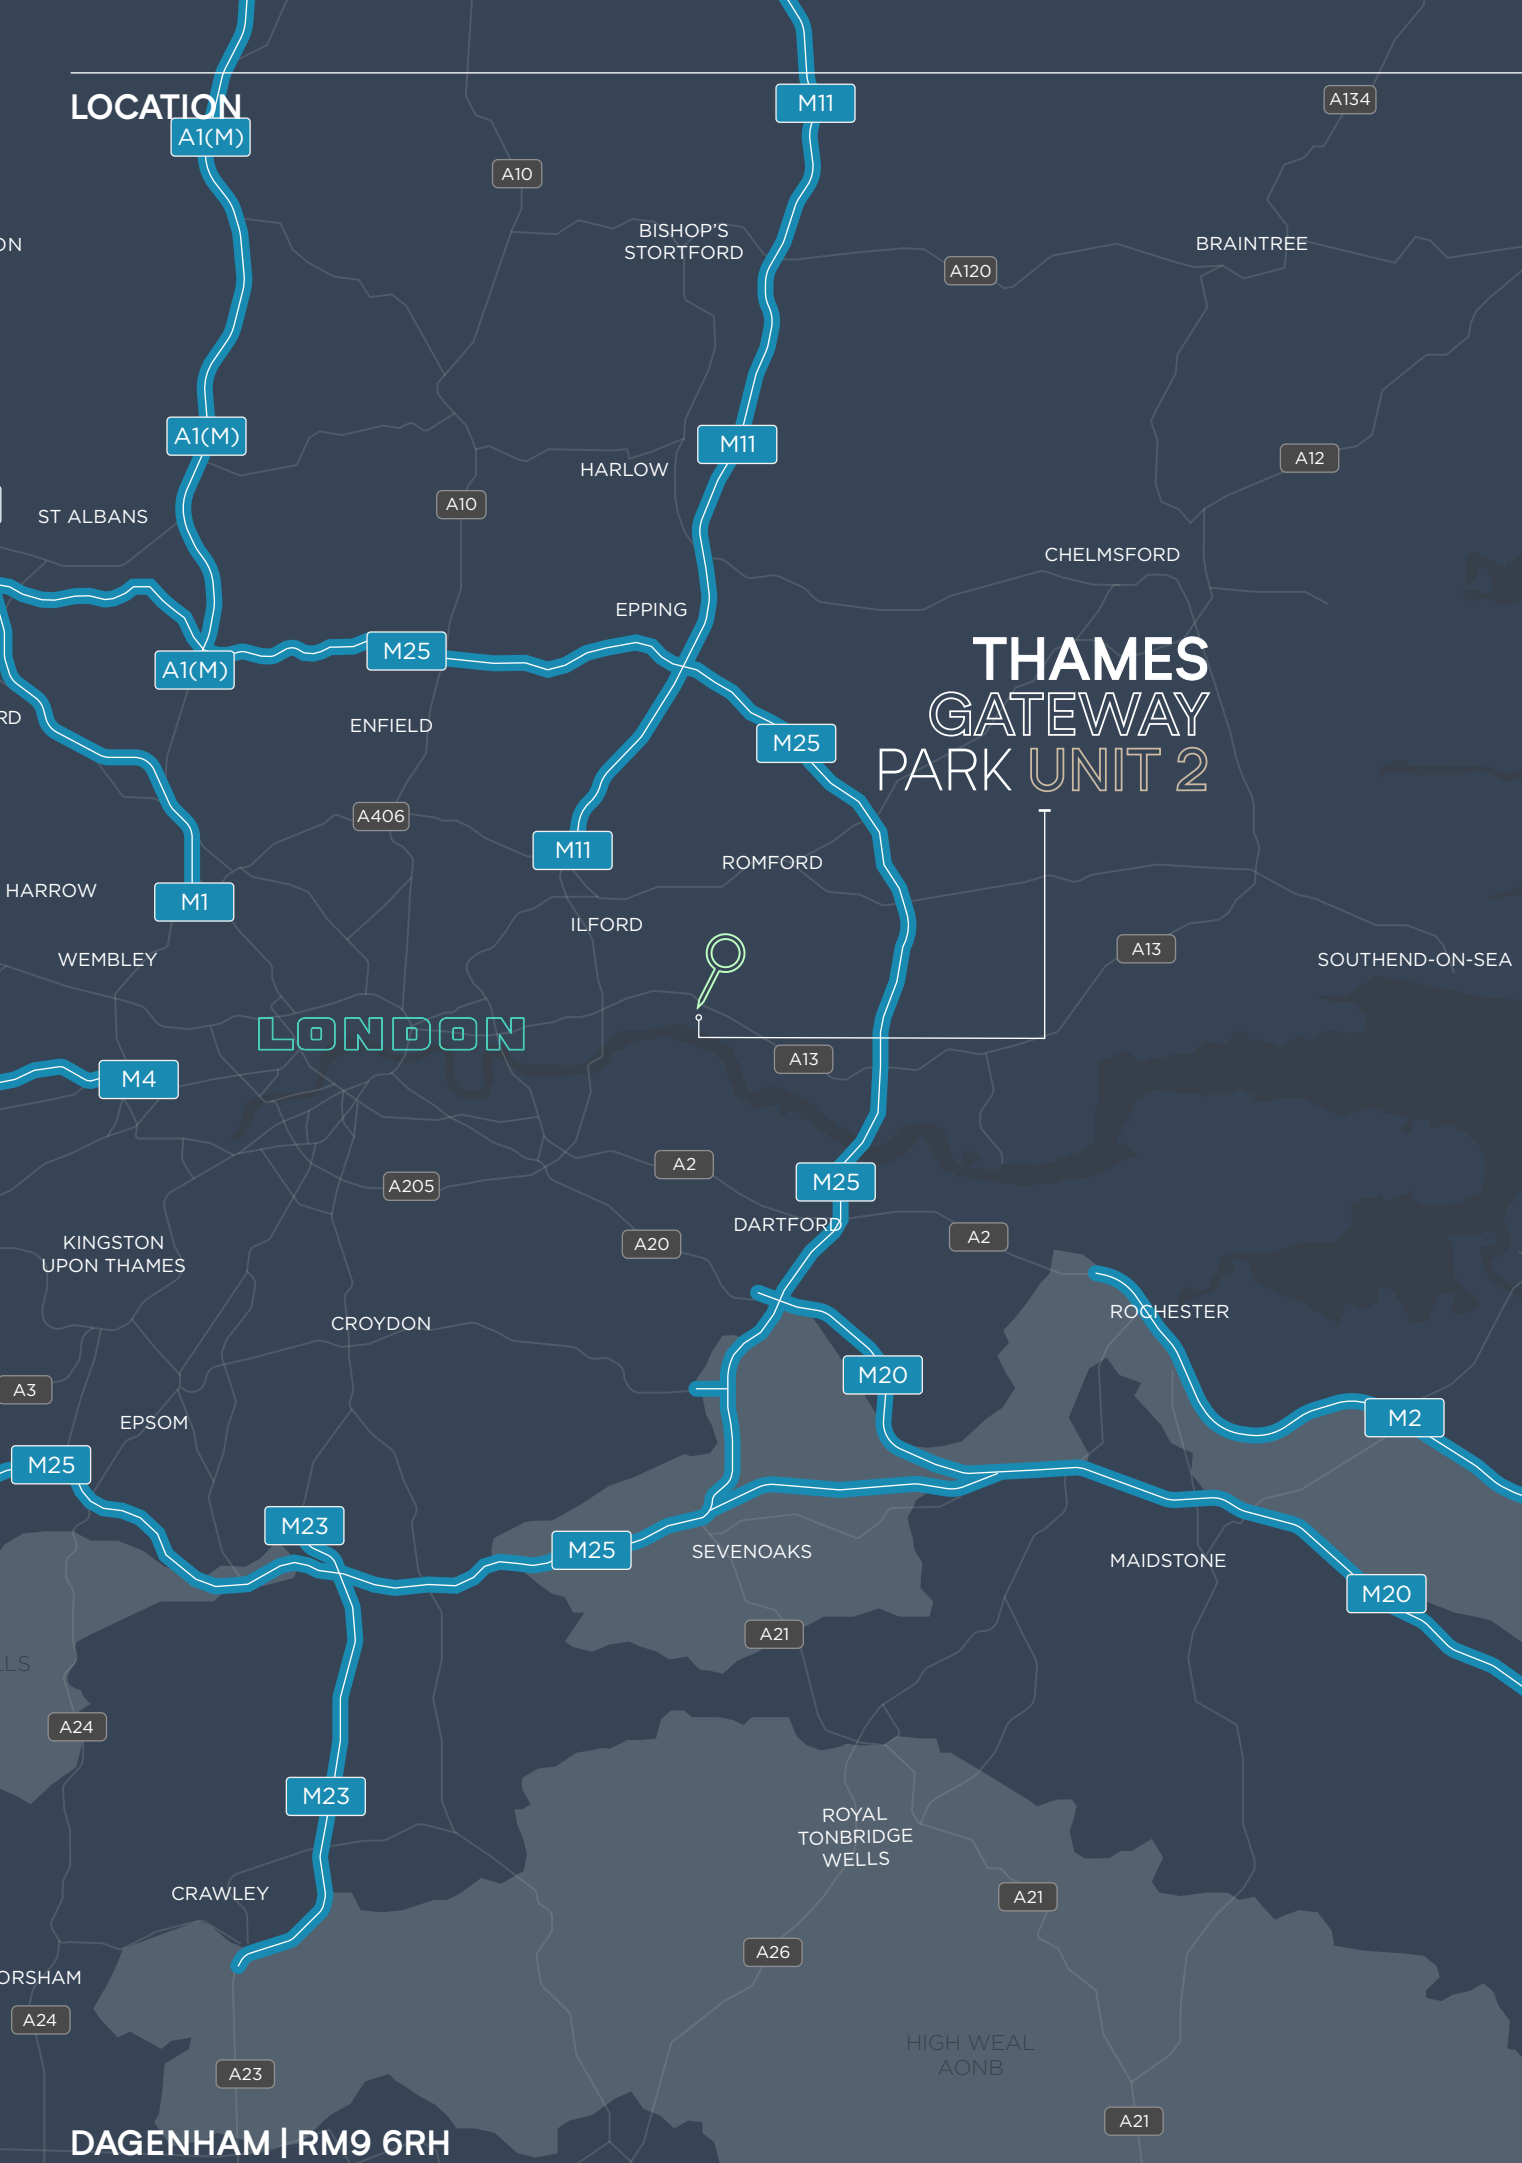 LOCATION
M11
A134
A1(M)
A10
BISHOP'S
STORTFORD
BRAINTREE
ON
A120
A1(M)
M11
HARLOW
A12
A10
ST ALBANS
CHELMSFORD
EPPING
M25
A1(M)
THAMES
GATEWAY
PARK UNIT 2
RD
ENFIELD
M25
A406
M11
ROMFORD
HARROW
M1
ILFORD
A13
WEMBLEY
SOUTHEND-ON-SEA
LONDON
A13
M4
A2
A205
M25
DARTFORD
A20
A2
KINGSTON
UPON THAMES
ROCHESTER
CROYDON
M20
A3
EPSOM
M2
M25
M23
M25
SEVENOAKS
MAIDSTONE
M20
A21
LLS
A24
M23
ROYAL
TONBRIDGE
WELLS
CRAWLEY
A21
A26
ORSHAM
A24
HIGH WEAL
AONB
A23
A21
DAGENHAM | RM9 6RH